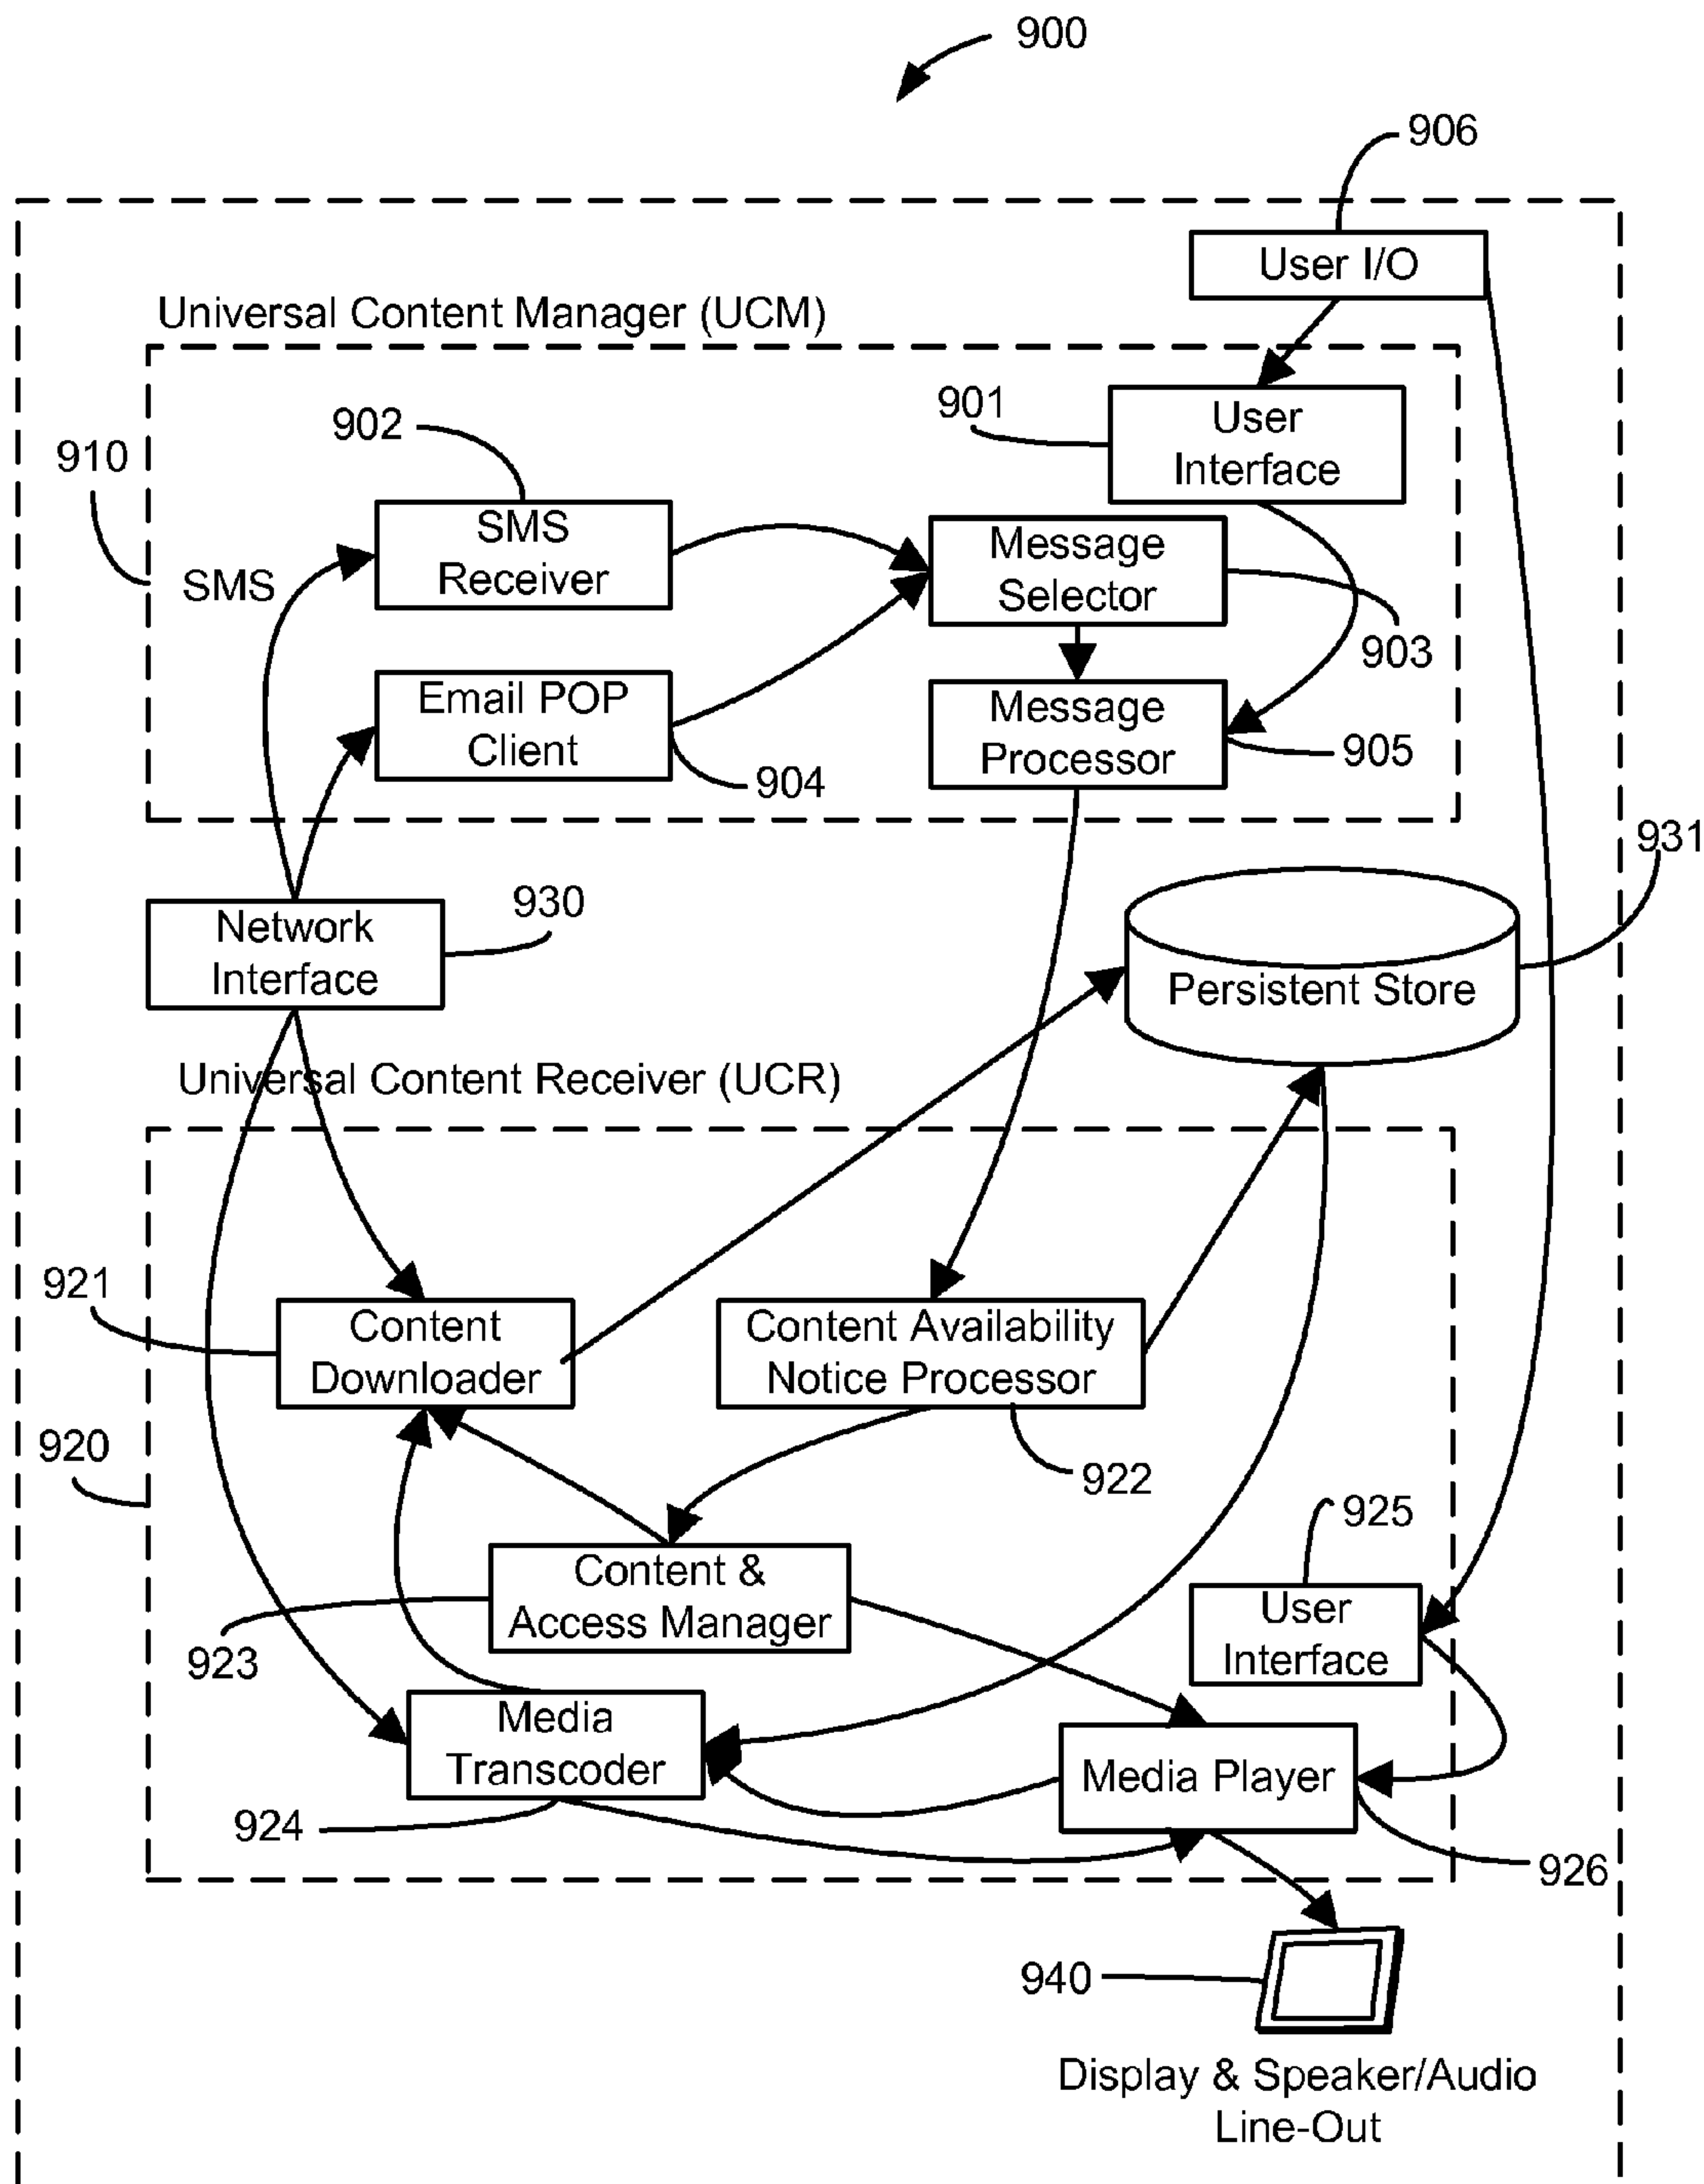 900
906
User I/O
Universal Content Manager (UCM)
901
User
Interface
902
910
SMS
Receiver
SMS
Message
Selector
903
Email POP
Client
904
Message
Processor
905
931
930
Network
Interface
Persistent Store
Universal Content Receiver (UCR)
921
Content
Downloader
Content Availability
Notice Processor
920
922
925
Content &
Access Manager
User
Interface
923
Media
Transcoder
Media Player
924
926
940
Display & Speaker/Audio
Line-Out